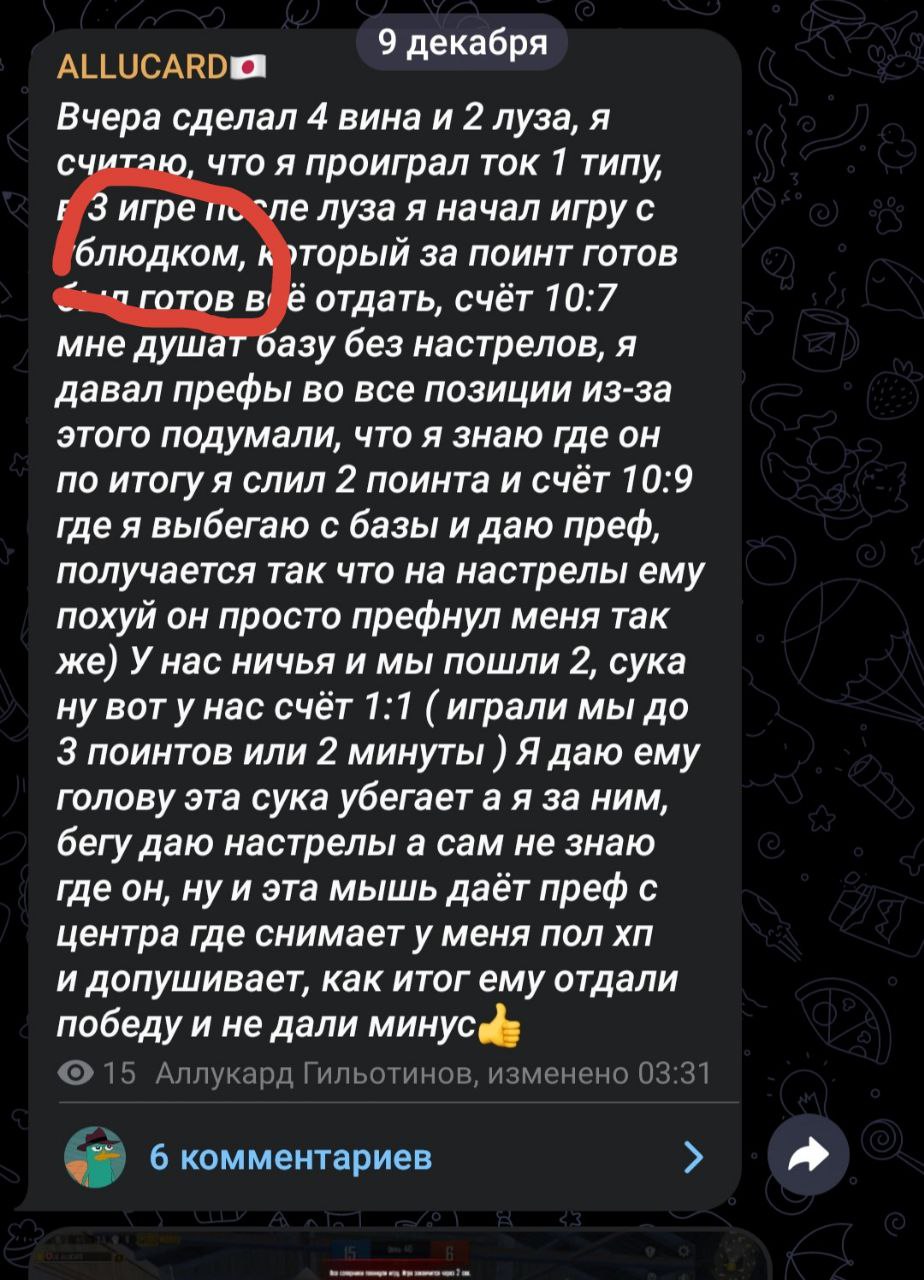 9 декабря
ALLUCARD🇯🇵
Вчера сделал 4 вина и 2 луза, я
считаю, что я проиграл ток 1 типу,
в 3 игре после луза я начал игру с
ублюдком, который за поинт готов
был готов всё отдать, счёт 10:7
мне душат базу без настрелов, я
давал префы во все позиции из-за
этого подумали, что я знаю где он
по итогу я слил 2 поинта и счёт 10:9
где я выбегаю с базы и даю преф,
получается так что на настрелы ему
похуй он просто префнул меня так
же) У нас ничья и мы пошли 2, сука
ну вот у нас счёт 1:1 ( играли мы до
3 поинтов или 2 минуты ) Я даю ему
голову эта сука убегает а я за ним,
бегу даю настрелы а сам не знаю
где он, ну и эта мышь даёт преф с
центра где снимает у меня пол хп
и допушивает, как итог ему отдали
победу и не дали минус👍
15 Аллукард Гильотинов, изменено 03:31
6 комментариев
15 6